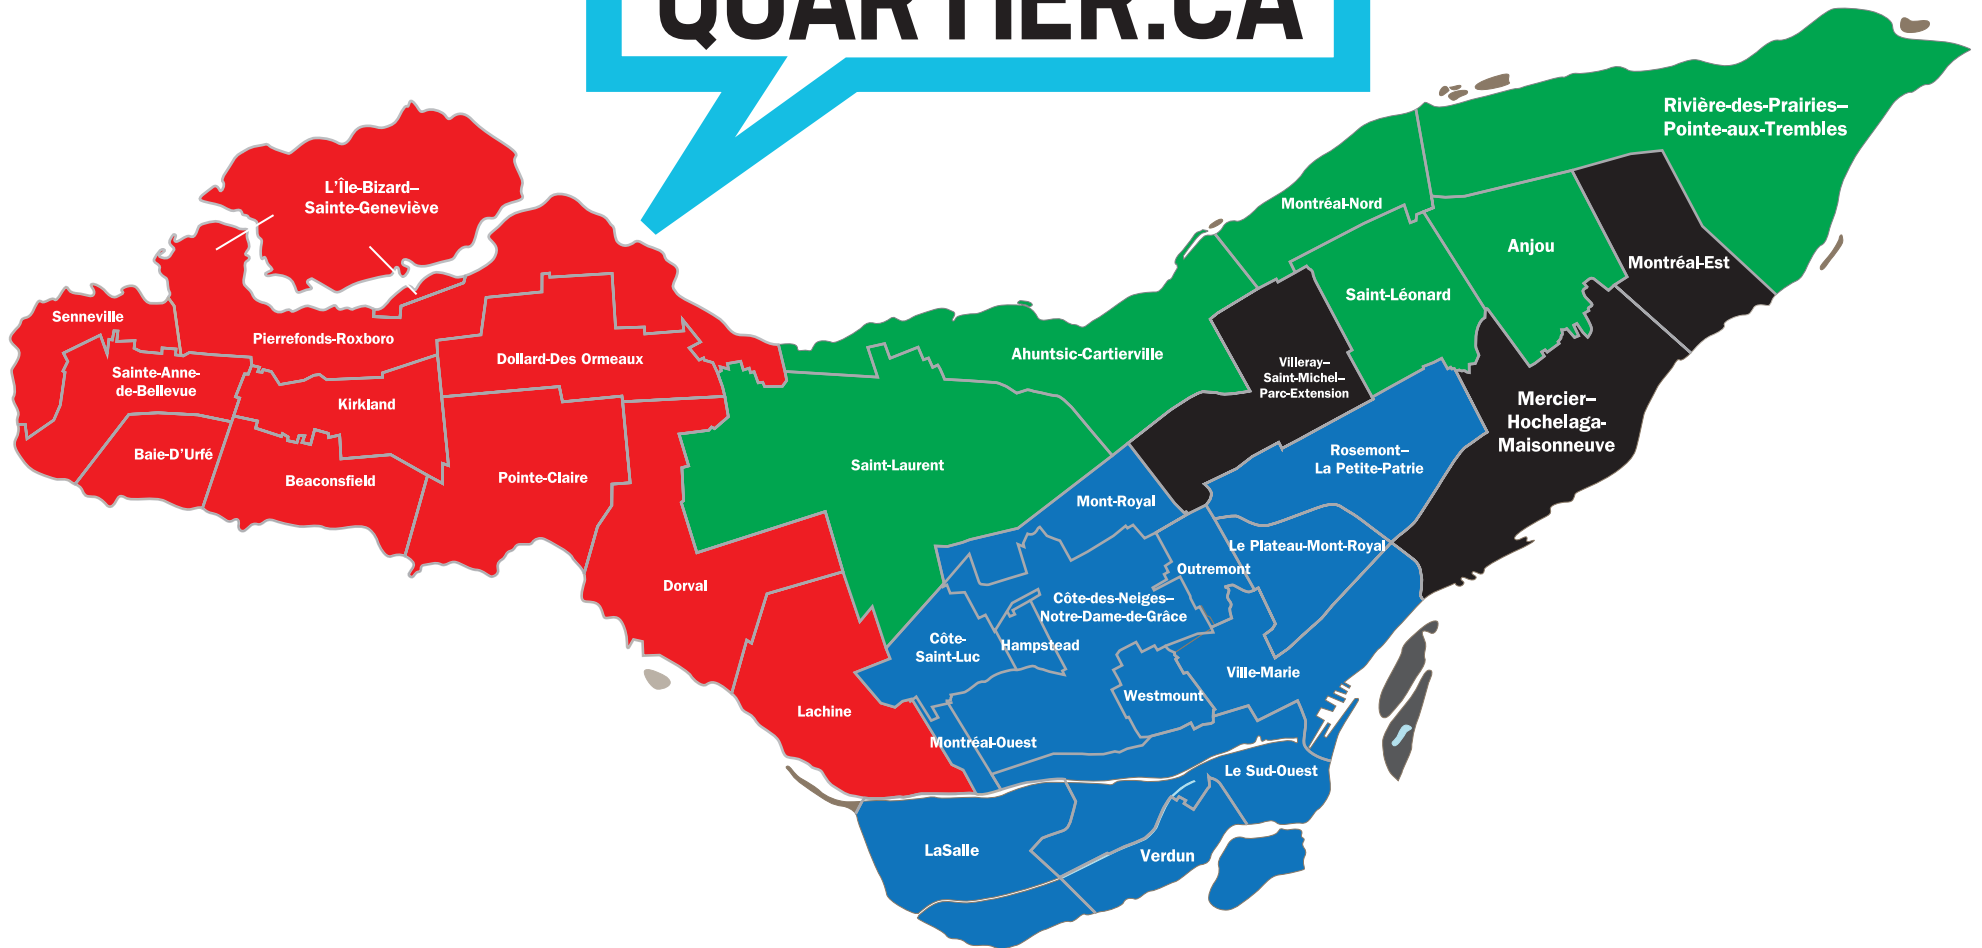 QUARTIER.CA
Rivière-des-Prairies–
Pointe-aux-Trembles
L'Île-Bizard–
Sainte-Geneviève
Montréal-Nord
Anjou
Montréal-Est
Saint-Léonard
Senneville
Pierrefonds-Roxboro
Dollard-Des Ormeaux
Ahuntsic-Cartierville
Villeray–
Saint-Michel–
Parc-Extension
Sainte-Anne-
de-Bellevue
Kirkland
Mercier–
Hochelaga-
Maisonneuve
Baie-D'Urfé
Beaconsfield
Pointe-Claire
Saint-Laurent
Rosemont–
La Petite-Patrie
Mont-Royal
Le Plateau-Mont-Royal
Outremont
Dorval
Côte-des-Neiges–
Notre-Dame-de-Grâce
Côte-
Saint-Luc
Hampstead
Ville-Marie
Westmount
Lachine
Montréal-Ouest
Le Sud-Ouest
LaSalle
Verdun